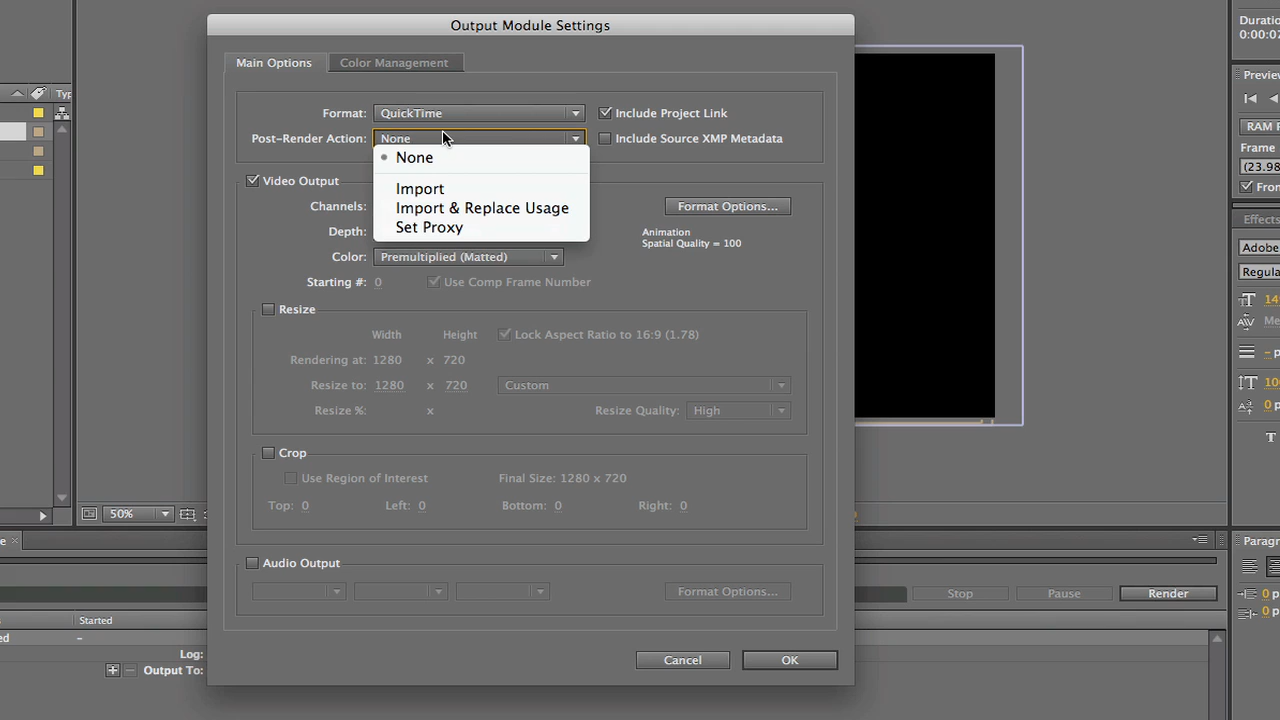 Output Module Settings
Main Options
Color Management
Format: QuickTime
Include Project Link
Post-Render Action: None
Include Source XMP Metadata
None
Import
Import & Replace Usage
Set Proxy
Video Output
Channels:
Format Options...
Depth:
Animation
Spatial Quality = 100
Color: Premultiplied (Matted)
Starting #: 0
Use Comp Frame Number
Resize
Width Height
Lock Aspect Ratio to 16:9 (1.78)
Rendering at: 1280 x 720
Resize to: 1280 x 720
Custom
Resize %: x
Resize Quality: High
Crop
Use Region of Interest
Final Size: 1280 x 720
Top: 0 Left: 0 Bottom: 0 Right: 0
Audio Output
Format Options...
Cancel
OK
Typ
50%
Started
–
Log:
+ – Output To:
Stop
Pause
Render
Duratio
0:00:0
Preview
RAM
Frame
(23.98
From
Effects
Adobe
Regula
T
Paragr
0 p
0 p